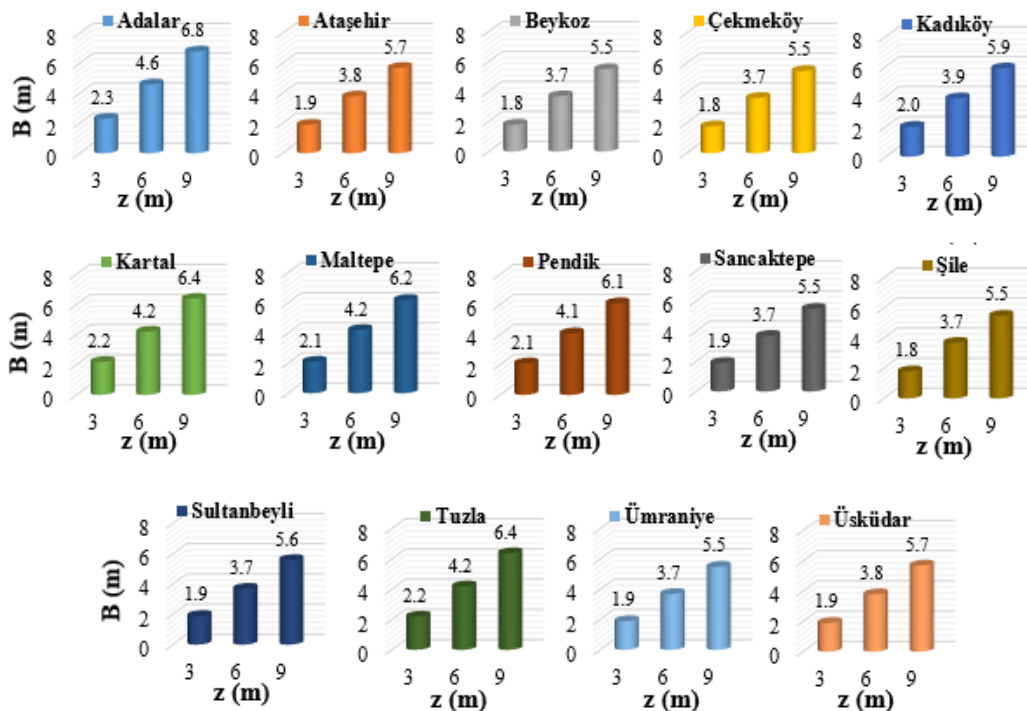 Adalar
B (m)
8
6
4
2
0
2.3
4.6
6.8
3 6 9
z (m)
Ataşehir
8
6
4
2
0
1.9
3.8
5.7
3 6 9
z (m)
Beykoz
8
6
4
2
0
1.8
3.7
5.5
3 6 9
z (m)
Çekmeköy
8
6
4
2
0
1.8
3.7
5.5
3 6 9
z (m)
Kadıköy
8
6
4
2
0
2.0
3.9
5.9
3 6 9
z (m)
Kartal
B (m)
8
6
4
2
0
2.2
4.2
6.4
3 6 9
z (m)
Maltepe
8
6
4
2
0
2.1
4.2
6.2
3 6 9
z (m)
Pendik
8
6
4
2
0
2.1
4.1
6.1
3 6 9
z (m)
Sancaktepe
8
6
4
2
0
1.9
3.7
5.5
3 6 9
z (m)
Şile
8
6
4
2
0
1.8
3.7
5.5
3 6 9
z (m)
Sultanbeyli
B (m)
8
6
4
2
0
1.9
3.7
5.6
3 6 9
z (m)
Tuzla
8
6
4
2
0
2.2
4.2
6.4
3 6 9
z (m)
Ümraniye
8
6
4
2
0
1.9
3.7
5.5
3 6 9
z (m)
Üsküdar
8
6
4
2
0
1.9
3.8
5.7
3 6 9
z (m)